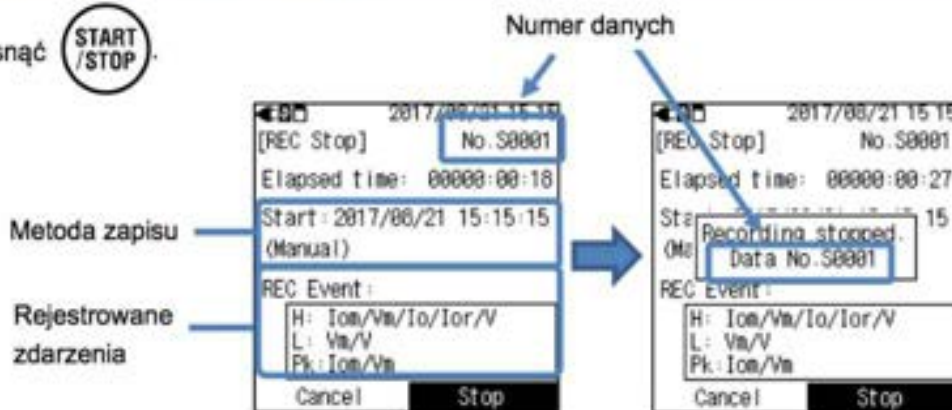 Numer danych
snąć START /STOP.
2017/08/21 15:15
[REC Stop] No.S0001
Elapsed time: 00000:00:18
Start:2017/08/21 15:15:15
(Manual)
REC Event:
H: Iom/Vm/Io/Ior/V
L: Vm/V
Pk:Iom/Vm
Cancel Stop
Metoda zapisu
Rejestrowane
zdarzenia
2017/08/21 15:15
[REC Stop] No.S0001
Elapsed time: 00000:00:27
15
Recording stopped.
Data No.S0001
REC Event:
H: Iom/Vm/Io/Ior/V
L: Vm/V
Pk:Iom/Vm
Cancel Stop